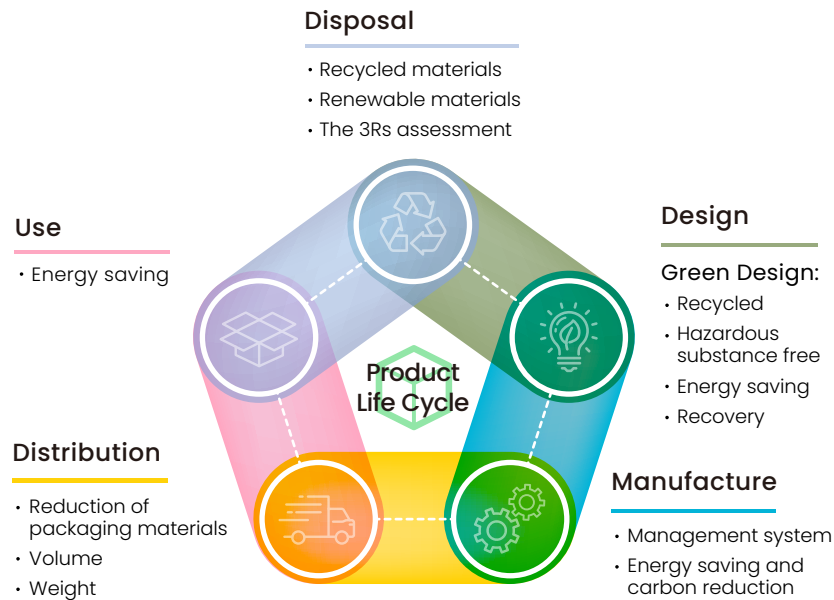 Disposal
· Recycled materials
· Renewable materials
· The 3Rs assessment
Use
· Energy saving
Design
Green Design:
· Recycled
· Hazardous
substance free
· Energy saving
· Recovery
Product
Life Cycle
Distribution
· Reduction of
packaging materials
· Volume
· Weight
Manufacture
· Management system
· Energy saving and
carbon reduction